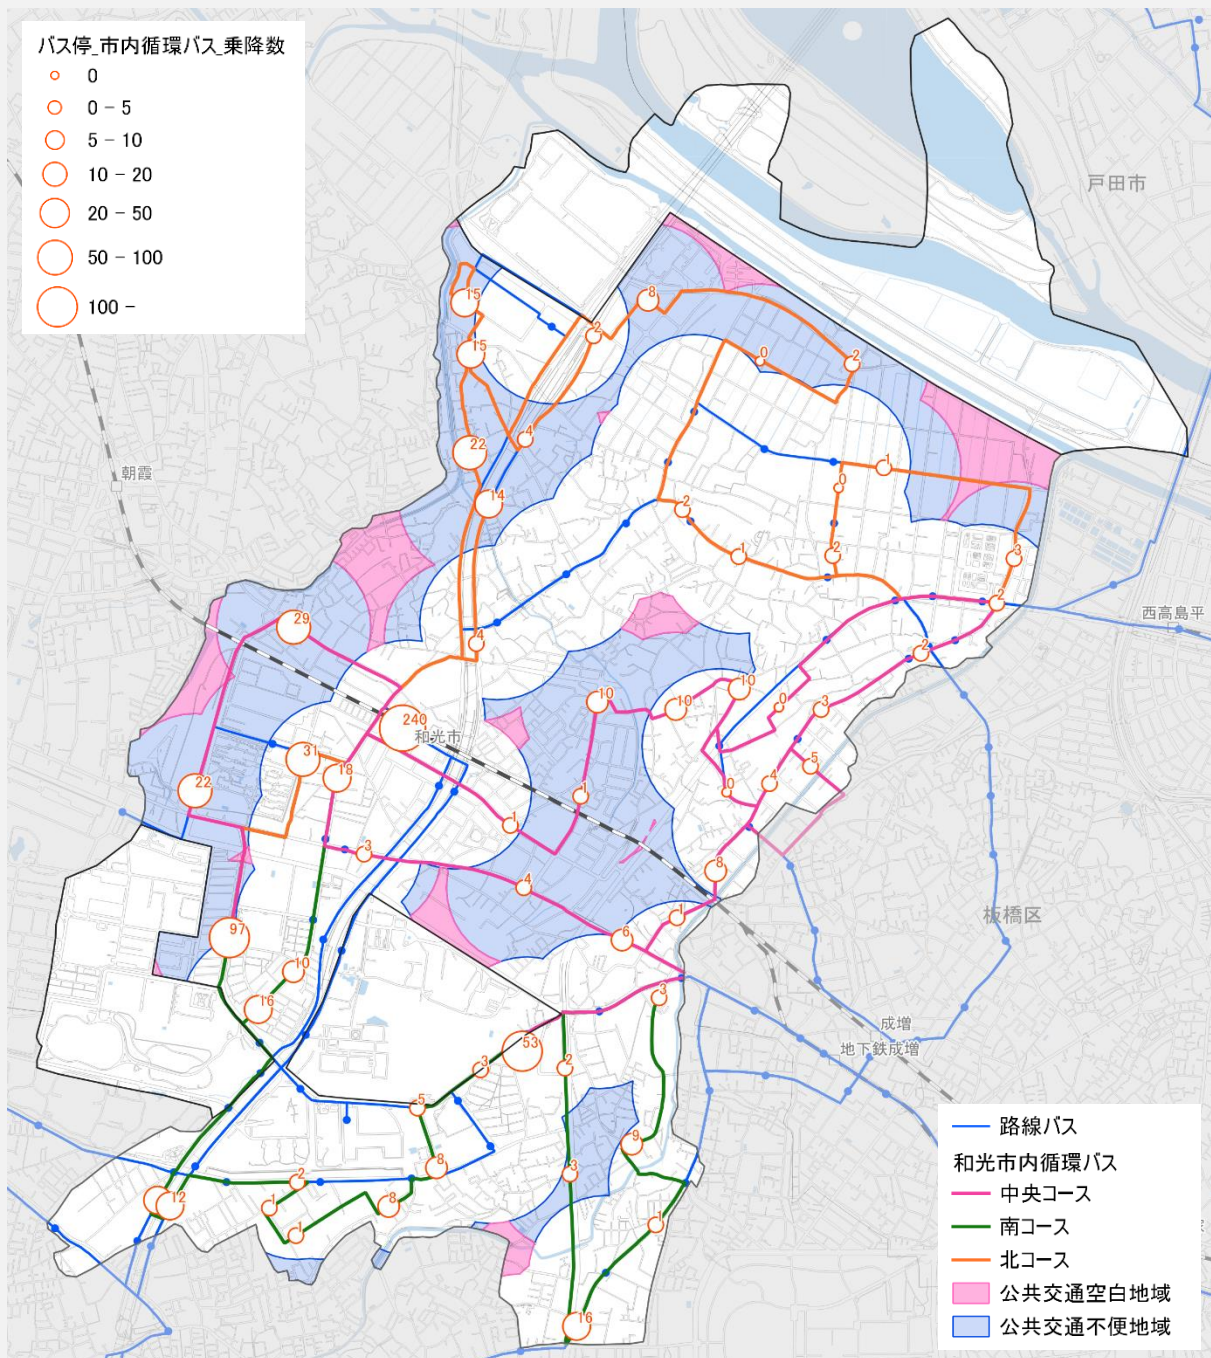 バス停_市内循環バス_乗降数
0
0 - 5
5 - 10
10 - 20
20 - 50
50 - 100
100 -
戸田市
15
2
8
15
0
2
朝霞
22
4
1
0
14
2
1
2
3
西高島平
29
4
2
2
240
和光市
10
10
10
0
3
31
18
22
1
1
0
4
5
3
4
8
板橋区
97
6
1
10
16
3
成増
地下鉄成増
53
3
2
5
9
8
3
2
12
1
8
1
1
16
路線バス
和光市内循環バス
中央コース
南コース
北コース
公共交通空白地域
公共交通不便地域